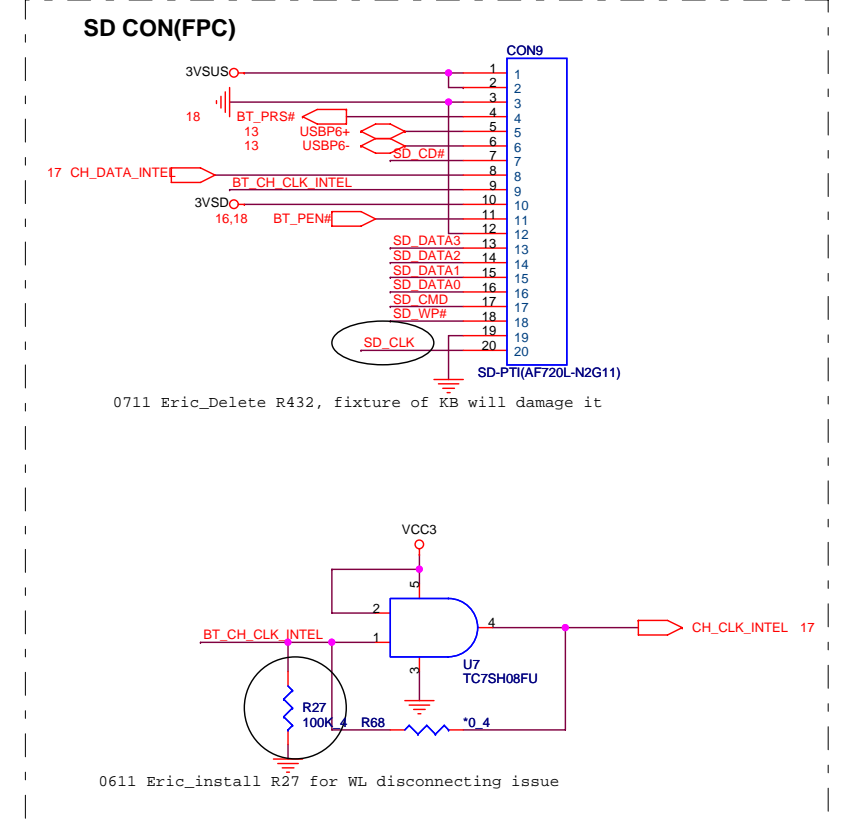 SD CON(FPC)
CON9
3VSUS 1 1
2 2
3 3
18 BT_PRS# 4 4
13 USBP6+ 5 5
13 USBP6- 6 6
SD_CD# 7 7
17 CH_DATA_INTEL 8 8
BT_CH_CLK_INTEL 9 9
3VSD 10 10
16,18 BT_PEN# 11 11
12 12
SD_DATA3 13 13
SD_DATA2 14 14
SD_DATA1 15 15
SD_DATA0 16 16
SD_CMD 17 17
SD_WP# 18 18
19 19
SD_CLK 20 20
SD-PTI(AF720L-N2G11)
0711 Eric_Delete R432, fixture of KB will damage it
VCC3
5
2
4
BT_CH_CLK_INTEL 1
CH_CLK_INTEL 17
3
U7
TC7SH08FU
R27
100K_4 R68 *0_4
0611 Eric_install R27 for WL disconnecting issue